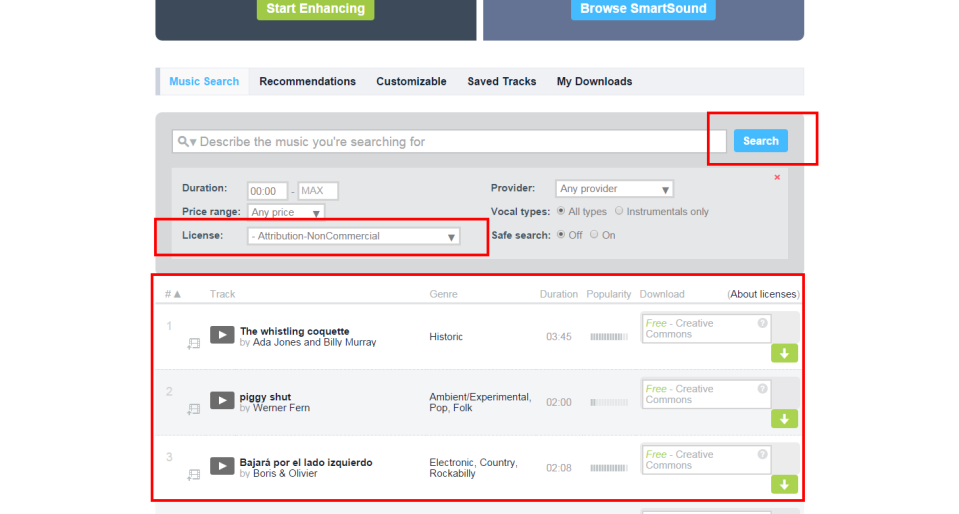 Start Enhancing
Browse SmartSound
Music Search Recommendations Customizable Saved Tracks My Downloads
Describe the music you're searching for
Search
×
Duration: 00:00 - MAX
Provider: Any provider
Price range: Any price
Vocal types: All types Instrumentals only
License: - Attribution-NonCommercial
Safe search: Off On
# Track Genre Duration Popularity Download (About licenses)
1
The whistling coquette
by Ada Jones and Billy Murray
Historic
03:45
Free - Creative
Commons
?
2
piggy shut
by Werner Fern
Ambient/Experimental,
Pop, Folk
02:00
Free - Creative
Commons
?
3
Bajará por el lado izquierdo
by Boris & Olivier
Electronic, Country,
Rockabilly
02:08
Free - Creative
Commons
?